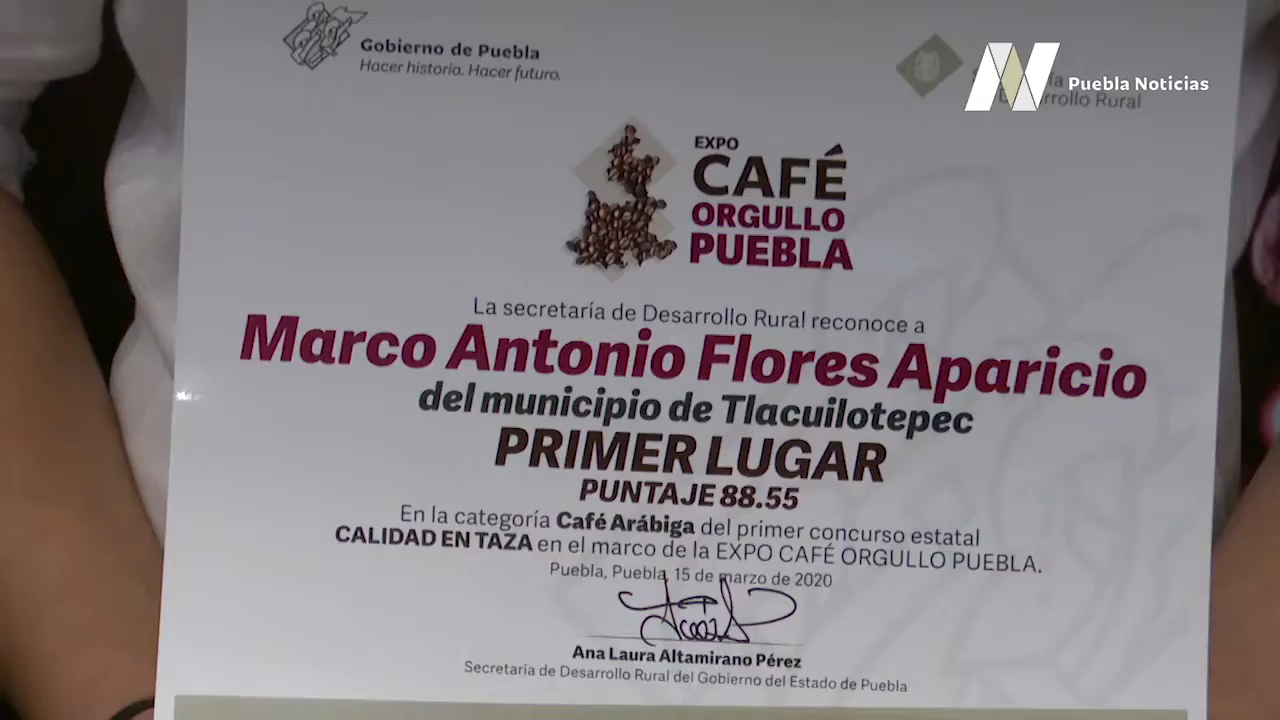 Gobierno de Puebla
Hacer historia. Hacer futuro.
Puebla Noticias
rrollo Rural
EXPO
CAFÉ
ORGULLO
PUEBLA
La secretaría de Desarrollo Rural reconoce a
Marco Antonio Flores Aparicio
del municipio de Tlacuilotepec
PRIMER LUGAR
PUNTAJE 88.55
En la categoría Café Arábiga del primer concurso estatal
CALIDAD EN TAZA en el marco de la EXPO CAFÉ ORGULLO PUEBLA.
Puebla, Puebla, 15 de marzo de 2020
Ana Laura Altamirano Pérez
Secretaria de Desarrollo Rural del Gobierno del Estado de Puebla